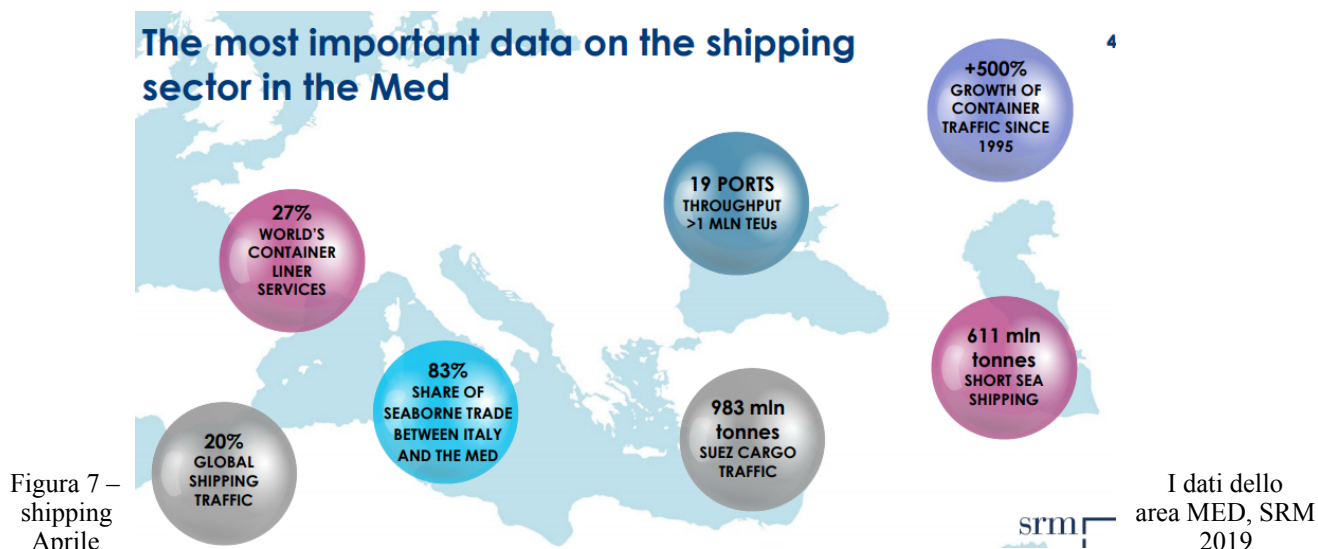 The most important data on the shipping
sector in the Med
4
+500%
GROWTH OF
CONTAINER
TRAFFIC SINCE
1995
19 PORTS
THROUGHPUT
>1 MLN TEUs
27%
WORLD'S
CONTAINER
LINER
SERVICES
611 mln
tonnes
SHORT SEA
SHIPPING
83%
SHARE OF
SEABORNE TRADE
BETWEEN ITALY
AND THE MED
983 mln
tonnes
SUEZ CARGO
TRAFFIC
20%
GLOBAL
SHIPPING
TRAFFIC
srm
Figura 7 –
shipping
Aprile
I dati dello
area MED, SRM
2019